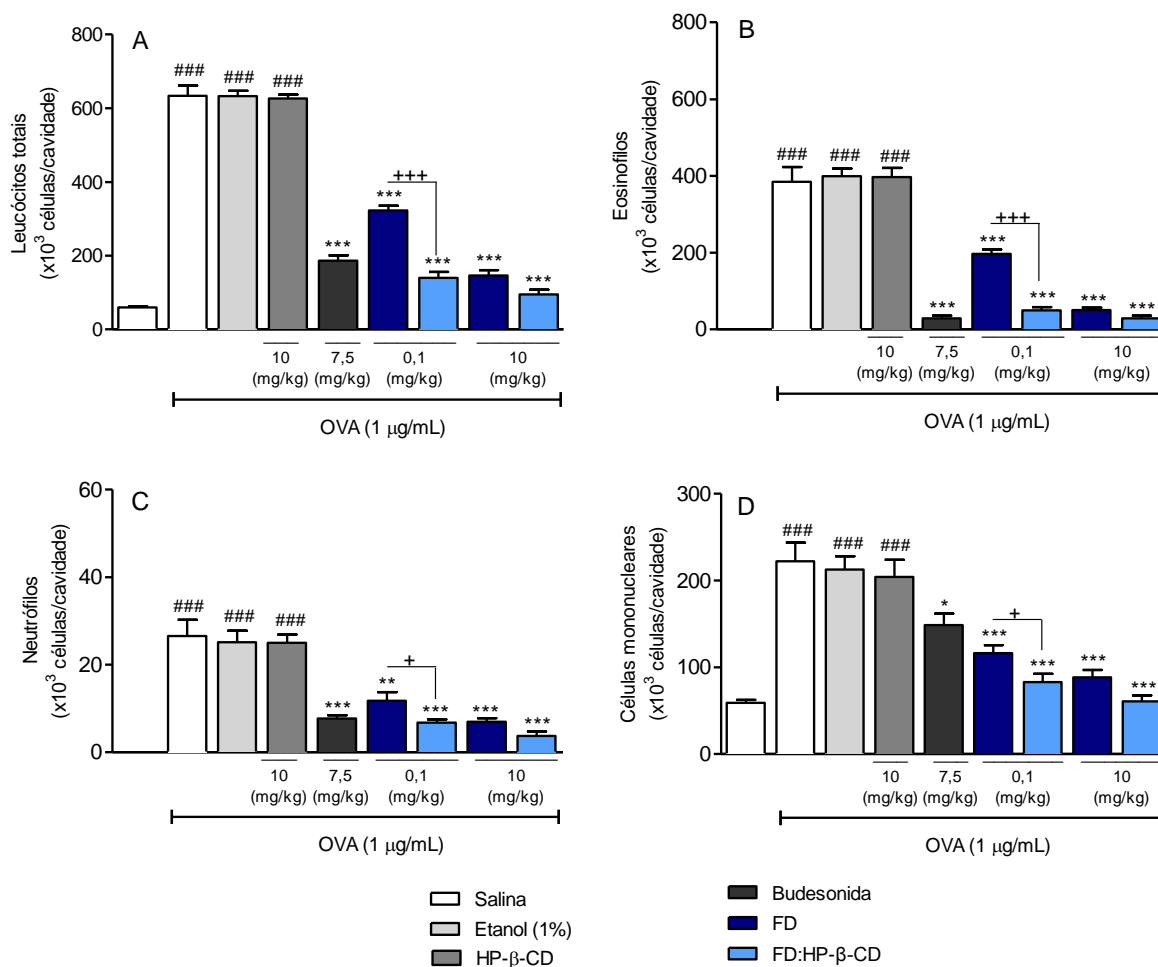 A
Leucócitos totais
(x10³ células/cavidade)
800
600
400
200
0
### ### ###
***
***
+++
***
***
***
10
(mg/kg)
7,5
(mg/kg)
0,1
(mg/kg)
10
(mg/kg)
OVA (1 μg/mL)
B
Eosinofilos
(x10³ células/cavidade)
800
600
400
200
0
### ### ###
***
***
+++
***
***
***
10
(mg/kg)
7,5
(mg/kg)
0,1
(mg/kg)
10
(mg/kg)
OVA (1 μg/mL)
C
Neutrófilos
(x10³ células/cavidade)
60
40
20
0
### ### ###
***
**
+
***
***
***
10
(mg/kg)
7,5
(mg/kg)
0,1
(mg/kg)
10
(mg/kg)
OVA (1 μg/mL)
D
Células mononucleares
(x10³ células/cavidade)
300
200
100
0
### ### ###
*
***
+
***
***
***
10
(mg/kg)
7,5
(mg/kg)
0,1
(mg/kg)
10
(mg/kg)
OVA (1 μg/mL)
Salina
Etanol (1%)
HP-β-CD
Budesonida
FD
FD:HP-β-CD